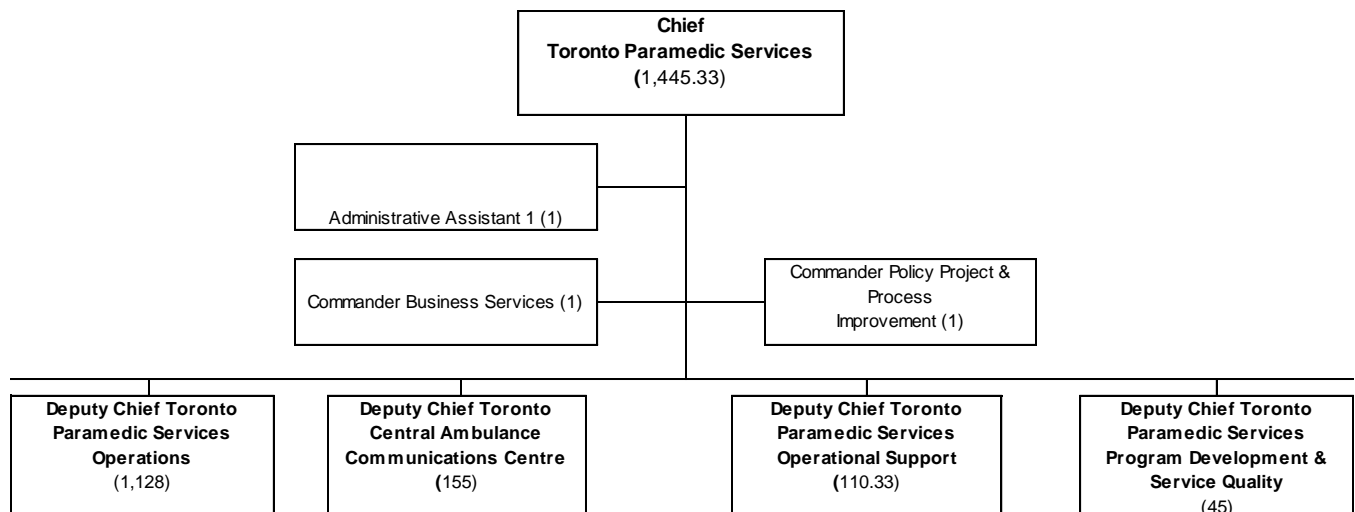 Chief
Toronto Paramedic Services
(1,445.33)
Administrative Assistant 1 (1)
Commander Business Services (1)
Commander Policy Project &
Process
Improvement (1)
Deputy Chief Toronto
Paramedic Services
Operations
(1,128)
Deputy Chief Toronto
Central Ambulance
Communications Centre
(155)
Deputy Chief Toronto
Paramedic Services
Operational Support
(110.33)
Deputy Chief Toronto
Paramedic Services
Program Development &
Service Quality
(45)